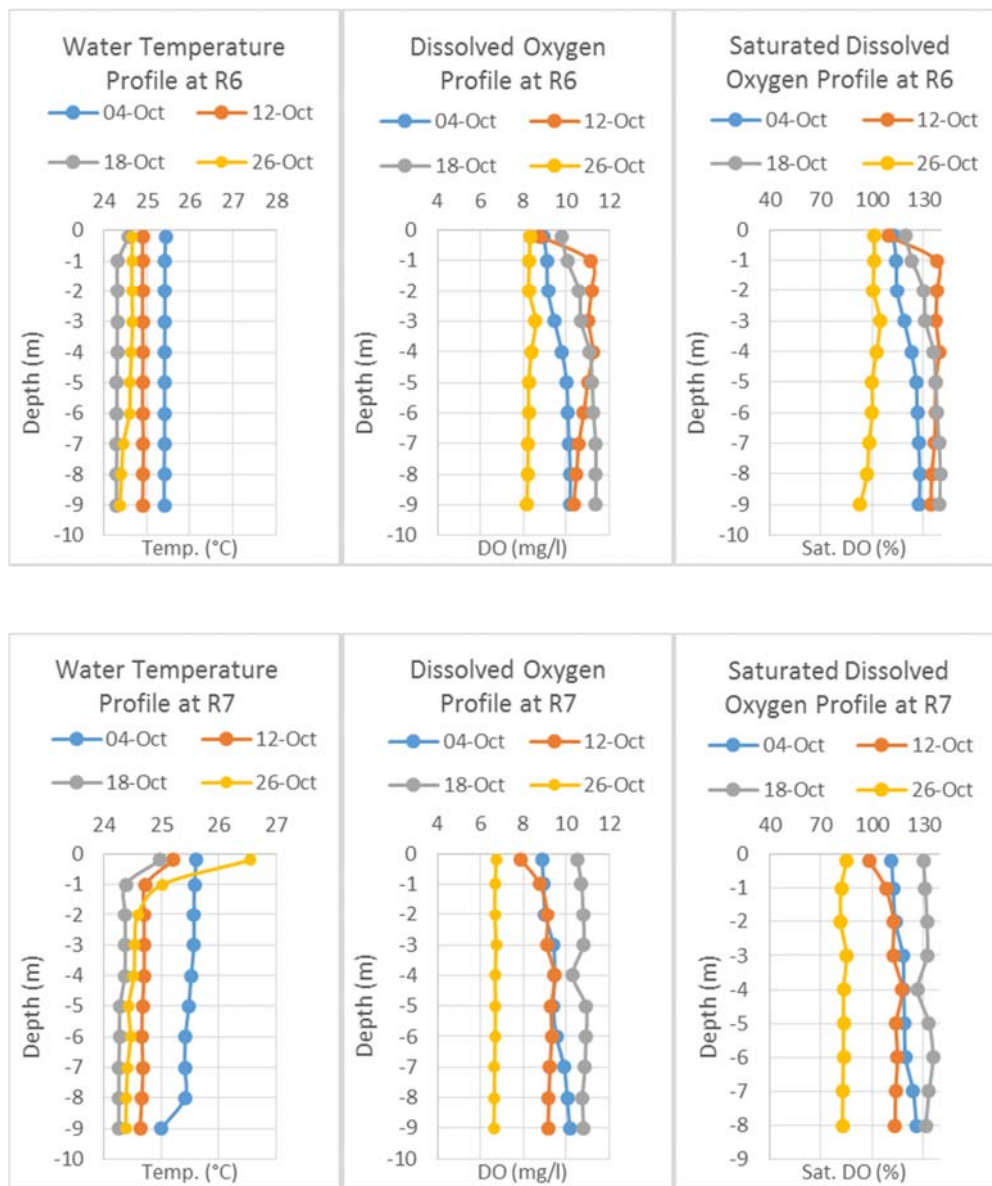 Water Temperature
Profile at R6
04-Oct 12-Oct
18-Oct 26-Oct
24 25 26 27 28
0
-1
-2
-3
-4
-5
-6
-7
-8
-9
-10
Depth (m)
Temp. (°C)
Dissolved Oxygen
Profile at R6
04-Oct 12-Oct
18-Oct 26-Oct
4 6 8 10 12
0
-1
-2
-3
-4
-5
-6
-7
-8
-9
-10
Depth (m)
DO (mg/l)
Saturated Dissolved
Oxygen Profile at R6
04-Oct 12-Oct
18-Oct 26-Oct
40 70 100 130
0
-1
-2
-3
-4
-5
-6
-7
-8
-9
-10
Depth (m)
Sat. DO (%)
Water Temperature
Profile at R7
04-Oct 12-Oct
18-Oct 26-Oct
24 25 26 27
0
-1
-2
-3
-4
-5
-6
-7
-8
-9
-10
Depth (m)
Temp. (°C)
Dissolved Oxygen
Profile at R7
04-Oct 12-Oct
18-Oct 26-Oct
4 6 8 10 12
0
-1
-2
-3
-4
-5
-6
-7
-8
-9
-10
Depth (m)
DO (mg/l)
Saturated Dissolved
Oxygen Profile at R7
04-Oct 12-Oct
18-Oct 26-Oct
40 70 100 130
0
-1
-2
-3
-4
-5
-6
-7
-8
-9
Depth (m)
Sat. DO (%)